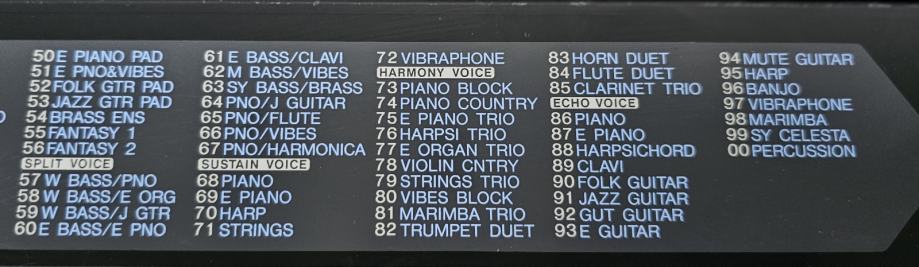 50 E PIANO PAD
51 E PNO&VIBES
52 FOLK GTR PAD
53 JAZZ GTR PAD
54 BRASS ENS
55 FANTASY 1
56 FANTASY 2
SPLIT VOICE
57 W BASS/PNO
58 W BASS/E ORG
59 W BASS/J GTR
60 E BASS/E PNO
61 E BASS/CLAVI
62 M BASS/VIBES
63 SY BASS/BRASS
64 PNO/J GUITAR
65 PNO/FLUTE
66 PNO/VIBES
67 PNO/HARMONICA
SUSTAIN VOICE
68 PIANO
69 E PIANO
70 HARP
71 STRINGS
72 VIBRAPHONE
HARMONY VOICE
73 PIANO BLOCK
74 PIANO COUNTRY
75 E PIANO TRIO
76 HARPSI TRIO
77 E ORGAN TRIO
78 VIOLIN CNTRY
79 STRINGS TRIO
80 VIBES BLOCK
81 MARIMBA TRIO
82 TRUMPET DUET
83 HORN DUET
84 FLUTE DUET
85 CLARINET TRIO
ECHO VOICE
86 PIANO
87 E PIANO
88 HARPSICHORD
89 CLAVI
90 FOLK GUITAR
91 JAZZ GUITAR
92 GUT GUITAR
93 E GUITAR
94 MUTE GUITAR
95 HARP
96 BANJO
97 VIBRAPHONE
98 MARIMBA
99 SY CELESTA
00 PERCUSSION